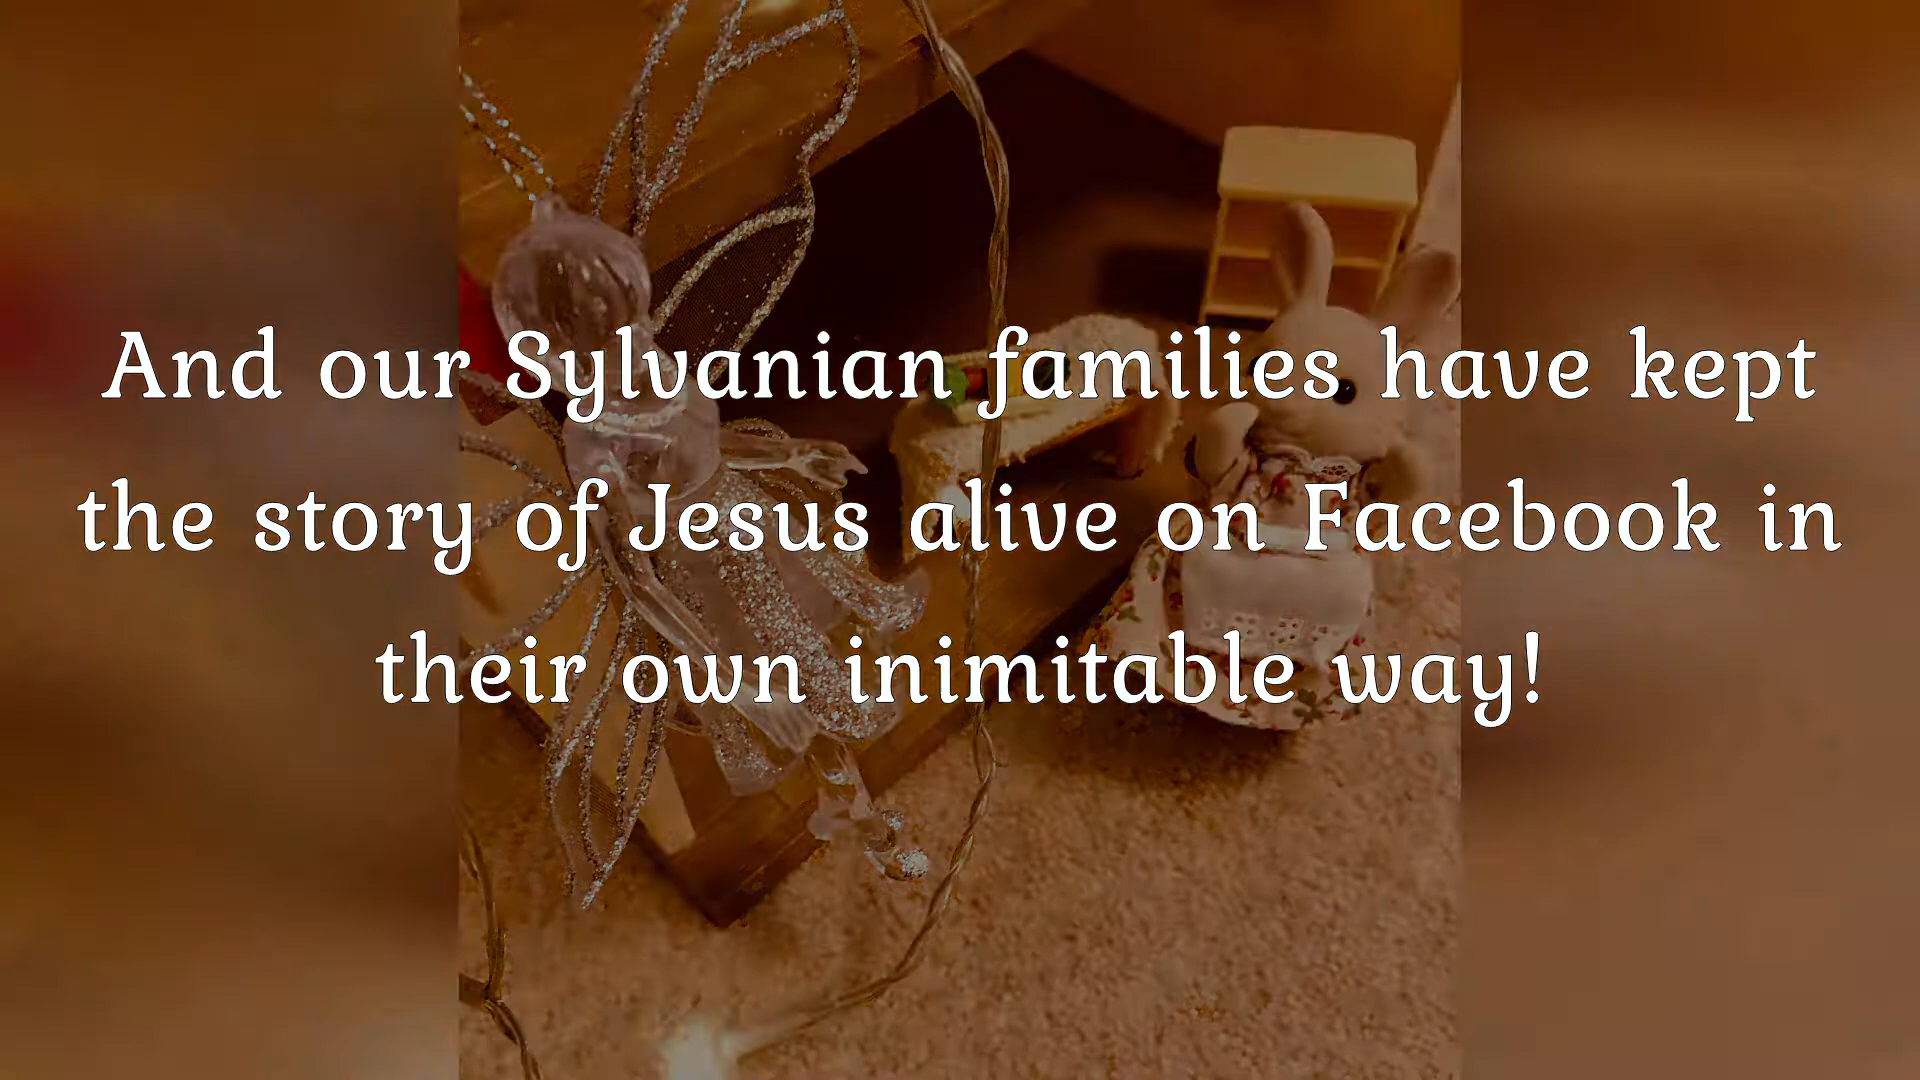 And our Sylvanian families have kept
the story of Jesus alive on Facebook in
their own inimitable way!